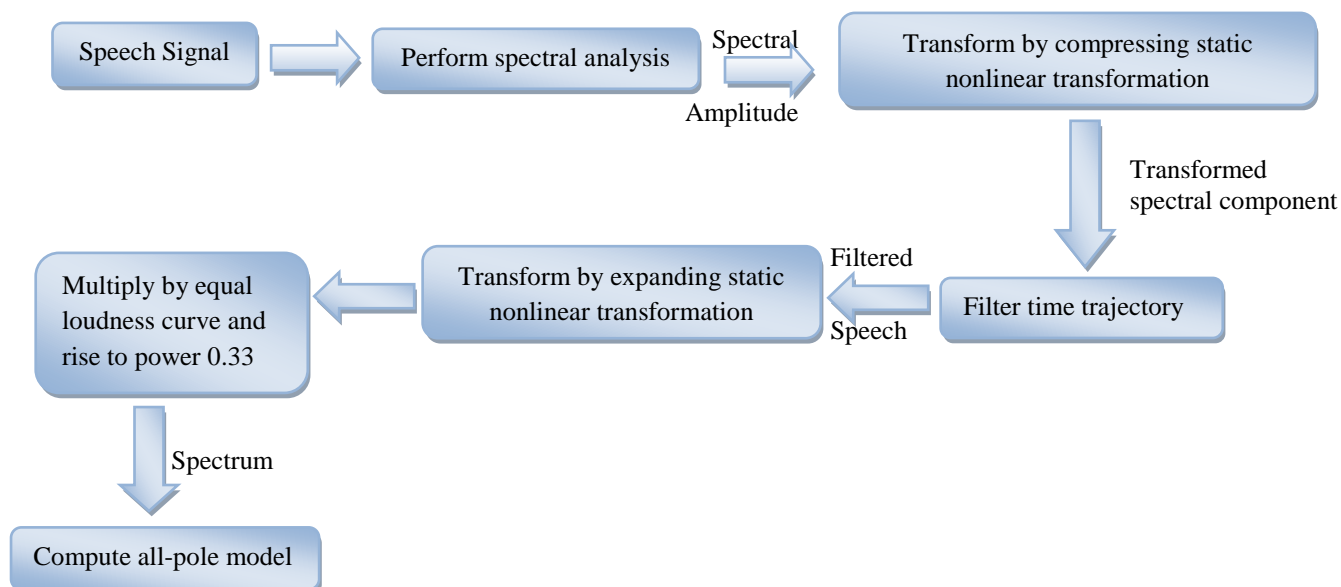 Speech Signal
Perform spectral analysis
Spectral
Amplitude
Transform by compressing static
nonlinear transformation
Transformed
spectral component
Filter time trajectory
Filtered
Speech
Transform by expanding static
nonlinear transformation
Multiply by equal
loudness curve and
rise to power 0.33
Spectrum
Compute all-pole model